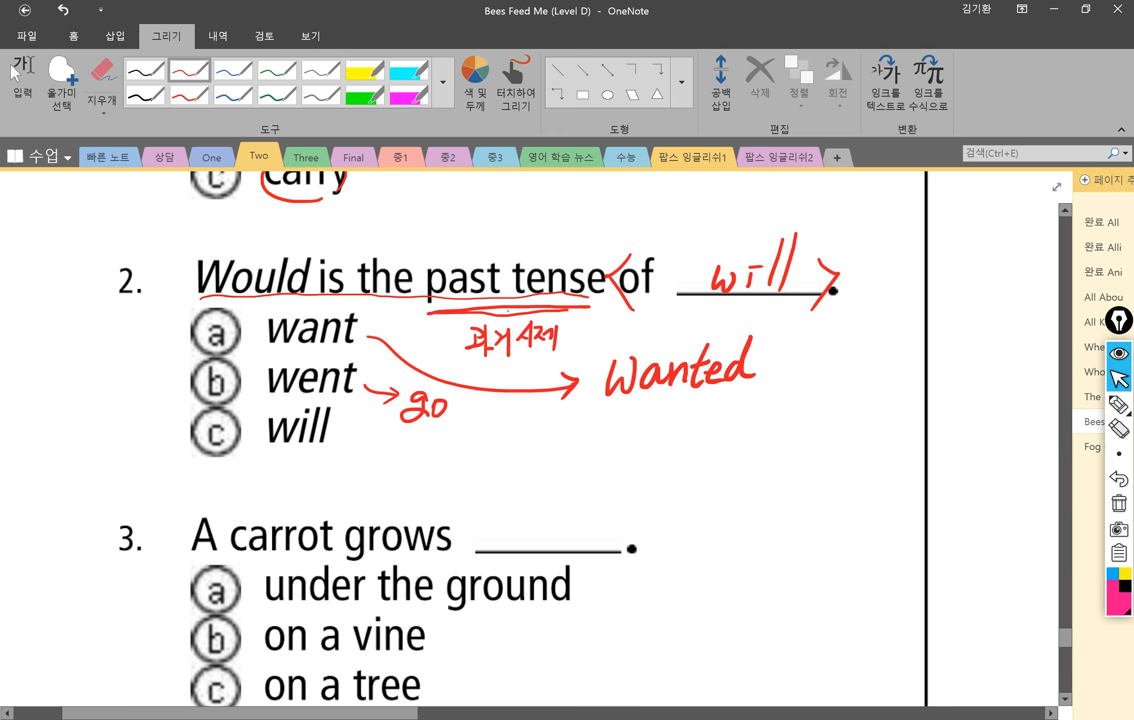 Bees Feed Me (Level D) - OneNote
김기환
파일 홈 삽입 그리기 내역 검토 보기
입력
올가미 선택
지우개
색 및 두께
터치하여 그리기
공백 삽입
삭제
정렬
회전
잉크를 텍스트로
잉크를 수식으로
도구 도형 편집 변환
수업 빠른 노트 상담 One Two Three Final 중1 중2 중3 영어 학습 뉴스 수능 팝스 잉글리쉬1 팝스 잉글리쉬2
검색(Ctrl+E)
페이지 추
완료 All
완료 Alli
완료 Ani
All Abou
All K
Whe
Who
The
Bees
Fog
c carry
2. Would is the past tense of will.
과거시제
a want
wanted
b went
go
c will
3. A carrot grows ________.
a under the ground
b on a vine
c on a tree